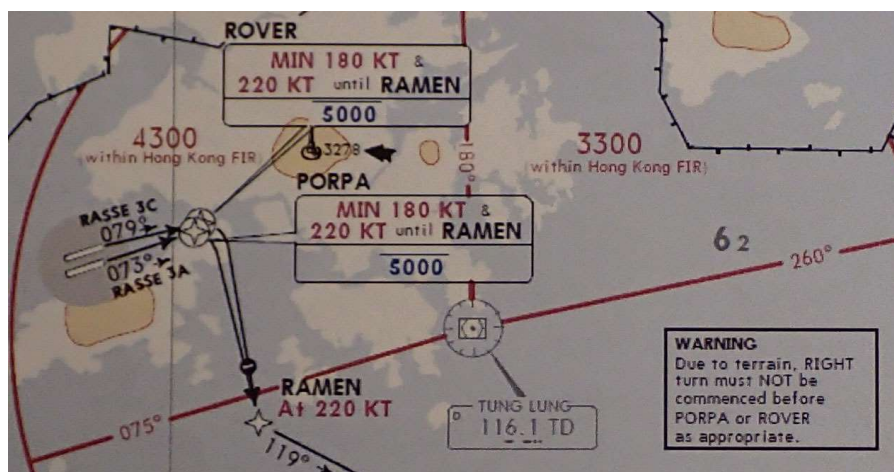 ROVER
MIN 180 KT &
220 KT until RAMEN
5000
4300
(within Hong Kong FIR)
3278
180°
3300
(within Hong Kong FIR)
PORPA
MIN 180 KT &
220 KT until RAMEN
5000
RASSE 3C
079°
073°
RASSE 3A
62
260°
RAMEN
At 220 KT
075°
119°
D TUNG LUNG
116.1 TD
WARNING
Due to terrain, RIGHT
turn must NOT be
commenced before
PORPA or ROVER
as appropriate.